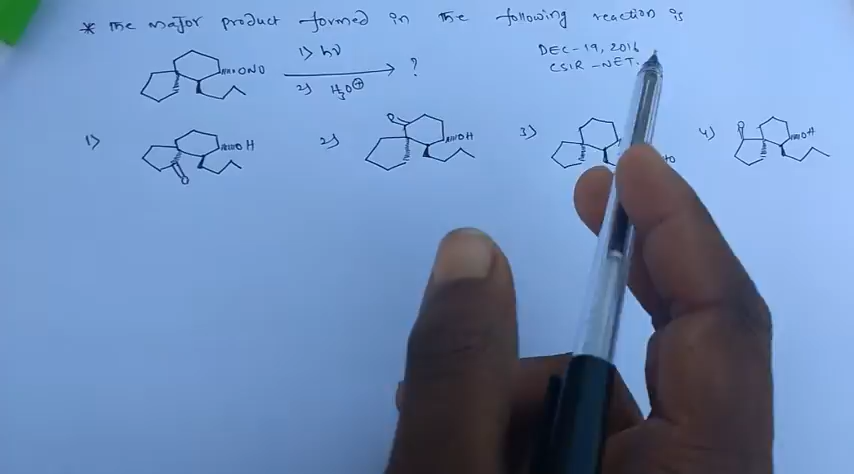 * The major product formed in the following reaction is
DEC-19, 2016
CSIR-NET.
ONO
1) hν
2) H3O⊕
?
1)
OH
O
2)
O
OH
3)
4)
O
OH